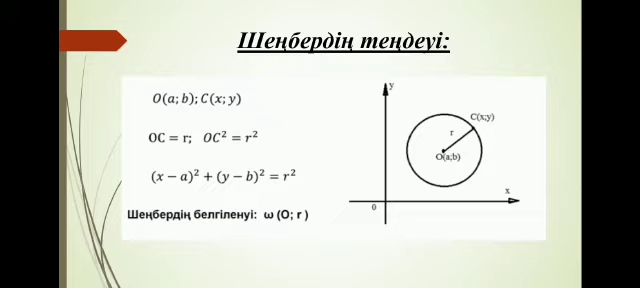 Шеңбердің теңдеуі:
O(a; b); C(x; y)
OC = r;   OC² = r²
(x − a)² + (y − b)² = r²
Шеңбердің белгіленуі: ω (O; r )
y
C(x;y)
r
O(a;b)
x
0